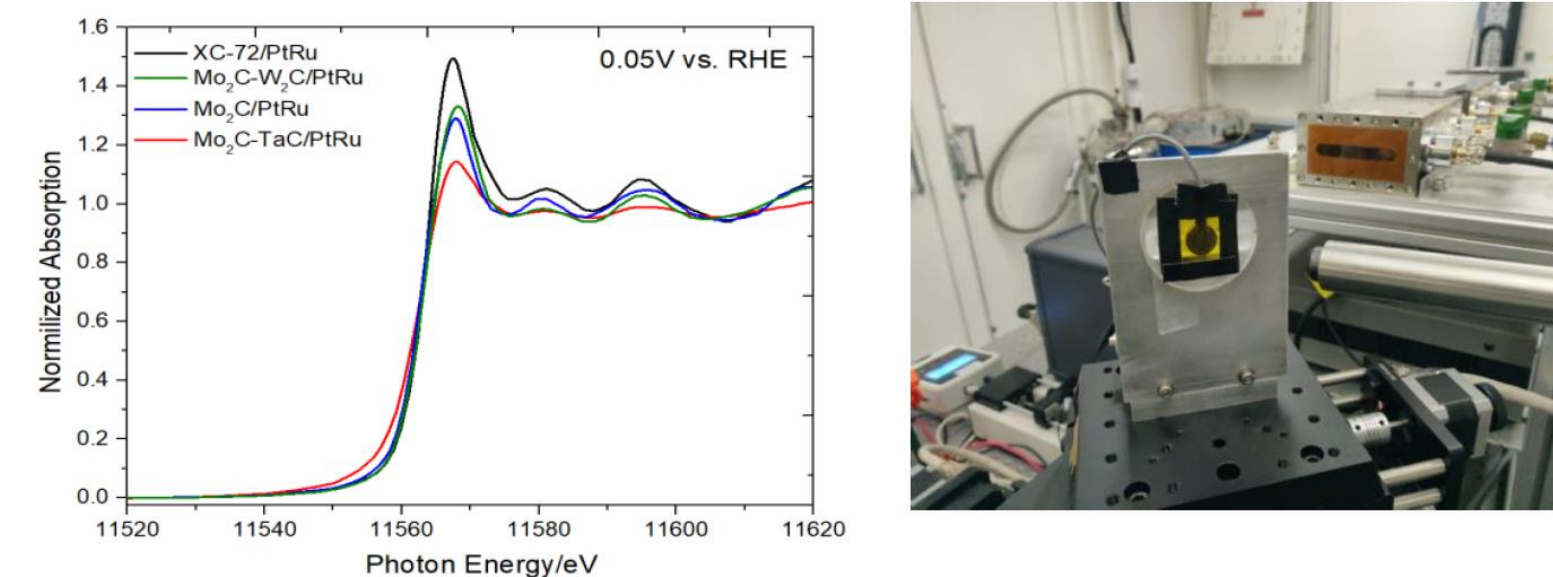 1.6
1.4
1.2
1.0
0.8
0.6
0.4
0.2
0.0
Normilized Absorption
XC-72/PtRu
Mo₂C-W₂C/PtRu
Mo₂C/PtRu
Mo₂C-TaC/PtRu
0.05V vs. RHE
11520 11540 11560 11580 11600 11620
Photon Energy/eV